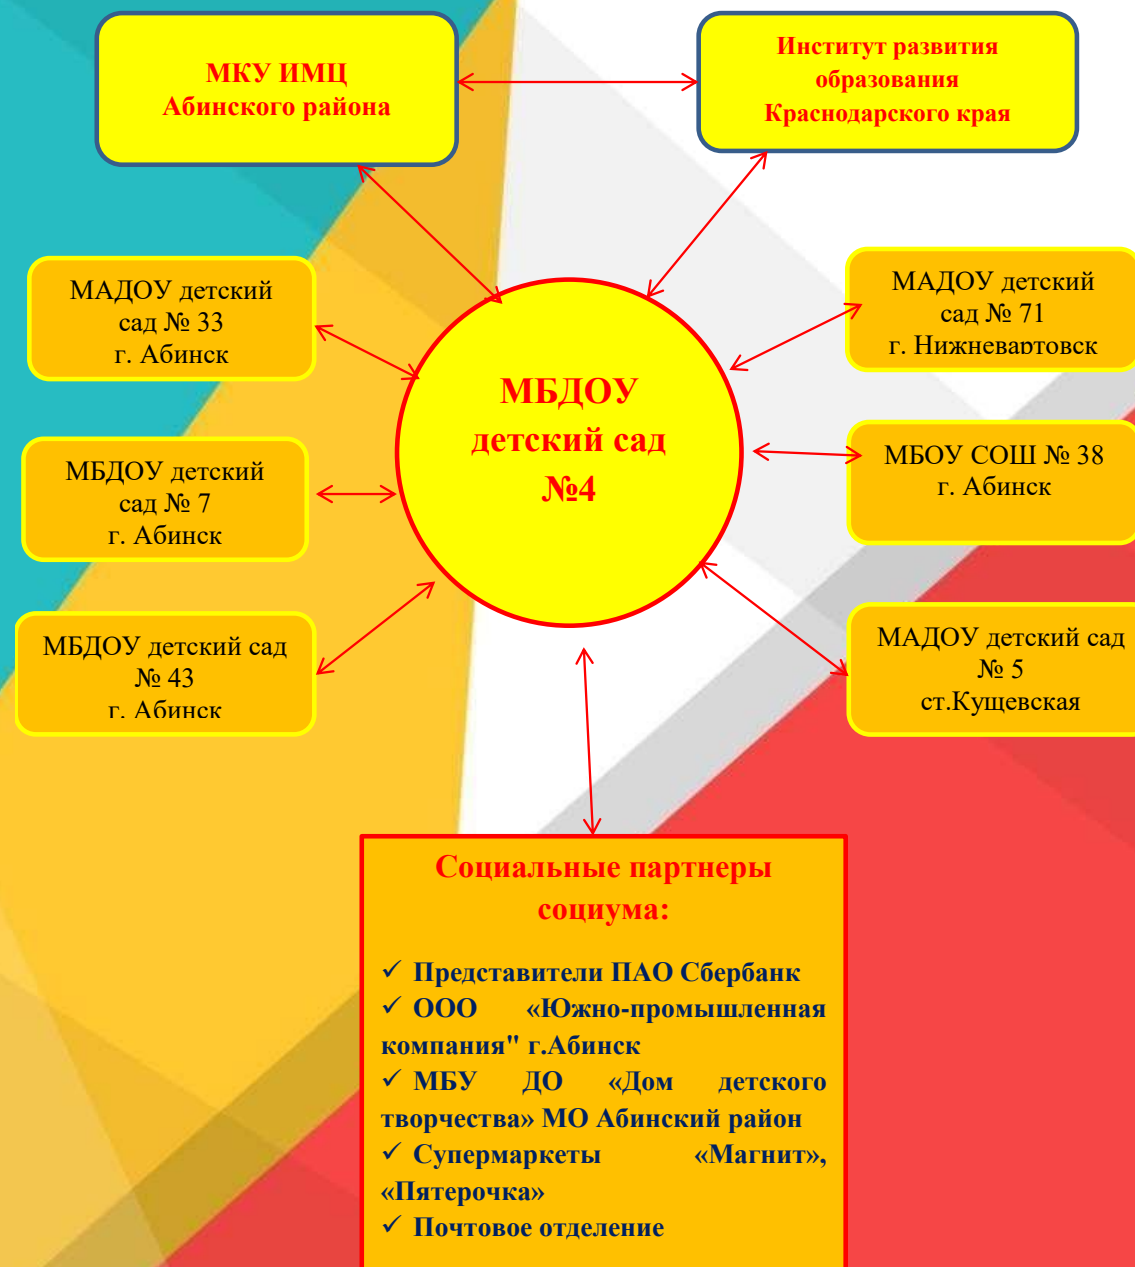 МКУ ИМЦ
Абинского района
Институт развития
образования
Краснодарского края
МАДОУ детский
сад № 33
г. Абинск
МАДОУ детский
сад № 71
г. Нижневартовск
МБДОУ
детский сад
№4
МБДОУ детский
сад № 7
г. Абинск
МБОУ СОШ № 38
г. Абинск
МБДОУ детский сад
№ 43
г. Абинск
МАДОУ детский сад
№ 5
ст.Кущевская
Социальные партнеры
социума:
✓ Представители ПАО Сбербанк
✓ ООО «Южно-промышленная
компания" г.Абинск
✓ МБУ ДО «Дом детского
творчества» МО Абинский район
✓ Супермаркеты «Магнит»,
«Пятерочка»
✓ Почтовое отделение